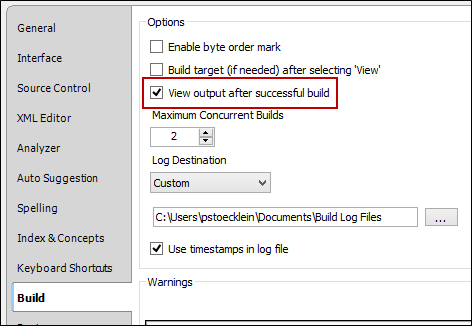 General
Interface
Source Control
XML Editor
Analyzer
Auto Suggestion
Spelling
Index & Concepts
Keyboard Shortcuts
Build
Options
Enable byte order mark
Build target (if needed) after selecting 'View'
View output after successful build
Maximum Concurrent Builds
2
Log Destination
Custom
C:\Users\pstoecklein\Documents\Build Log Files
...
Use timestamps in log file
Warnings